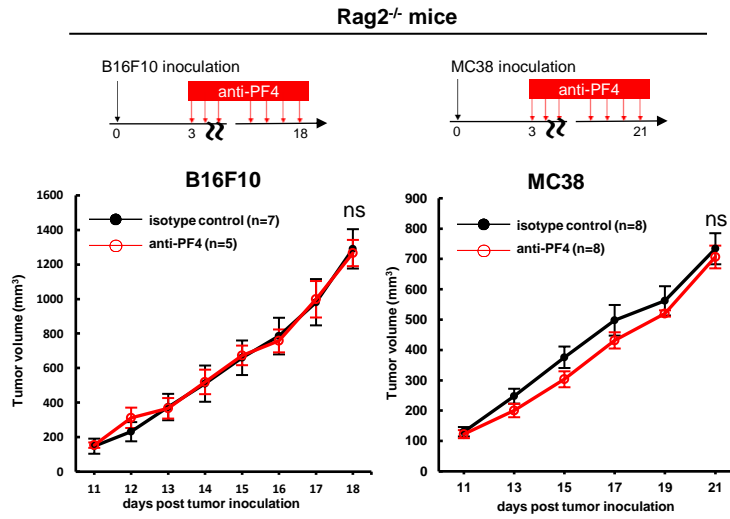 Rag2-/- mice
B16F10 inoculation
anti-PF4
0
3
18
MC38 inoculation
anti-PF4
0
3
21
B16F10
Tumor volume (mm3)
1600
1400
1200
1000
800
600
400
200
0
isotype control (n=7)
anti-PF4 (n=5)
ns
11 12 13 14 15 16 17 18
days post tumor inoculation
MC38
Tumor volume (mm3)
900
800
700
600
500
400
300
200
100
0
isotype control (n=8)
anti-PF4 (n=8)
ns
11 13 15 17 19 21
days post tumor inoculation